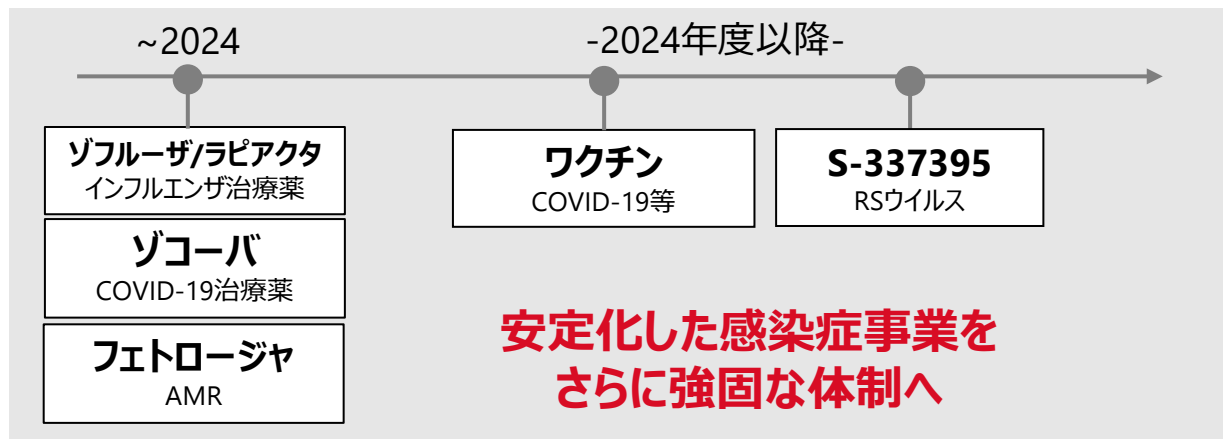 ~2024
-2024年度以降-
ゾフルーザ/ラピアクタ
インフルエンザ治療薬
ゾコーバ
COVID-19治療薬
フェトロージャ
AMR
ワクチン
COVID-19等
S-337395
RSウイルス
安定化した感染症事業を
さらに強固な体制へ